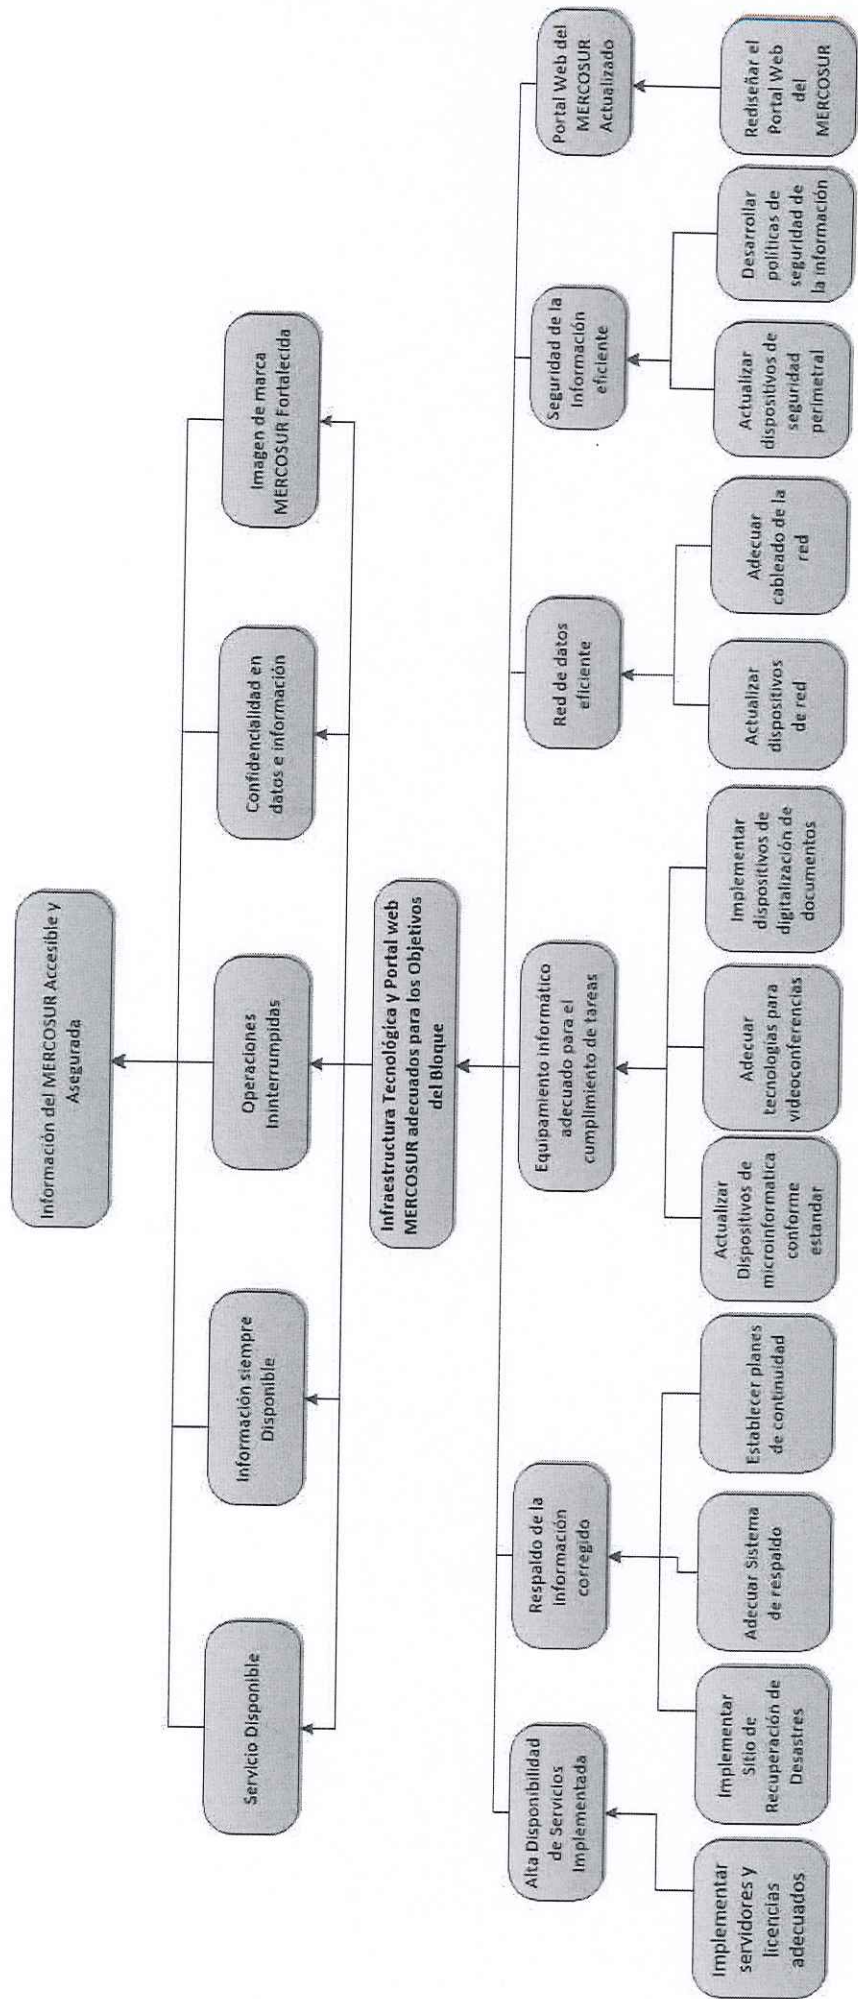 Información del MERCOSUR Accesible y
Asegurada
Servicio Disponible
Información siempre
Disponible
Operaciones
Ininterrumpidas
Confidencialidad en
datos e información
Imagen de marca
MERCOSUR Fortalecida
Infraestructura Tecnológica y Portal web
MERCOSUR adecuados para los Objetivos
del Bloque
Alta Disponibilidad
de Servicios
Implementada
Respaldo de la
Información
corregido
Equipamiento informático
adecuado para el
cumplimiento de tareas
Red de datos
eficiente
Seguridad de la
Información
eficiente
Portal Web del
MERCOSUR
Actualizado
Implementar
servidores y
licencias
adecuados
Implementar
Sitio de
Recuperación de
Desastres
Adecuar Sistema
de respaldo
Establecer planes
de continuidad
Actualizar
Dispositivos de
microinformatica
conforme
estandar
Adecuar
tecnologías para
videoconferencias
Implementar
dispositivos de
digitalización de
documentos
Actualizar
dispositivos
de red
Adecuar
cableado de la
red
Actualizar
dispositivos de
seguridad
perimetral
Desarrollar
políticas de
seguridad de
la información
Rediseñar el
Portal Web
del
MERCOSUR